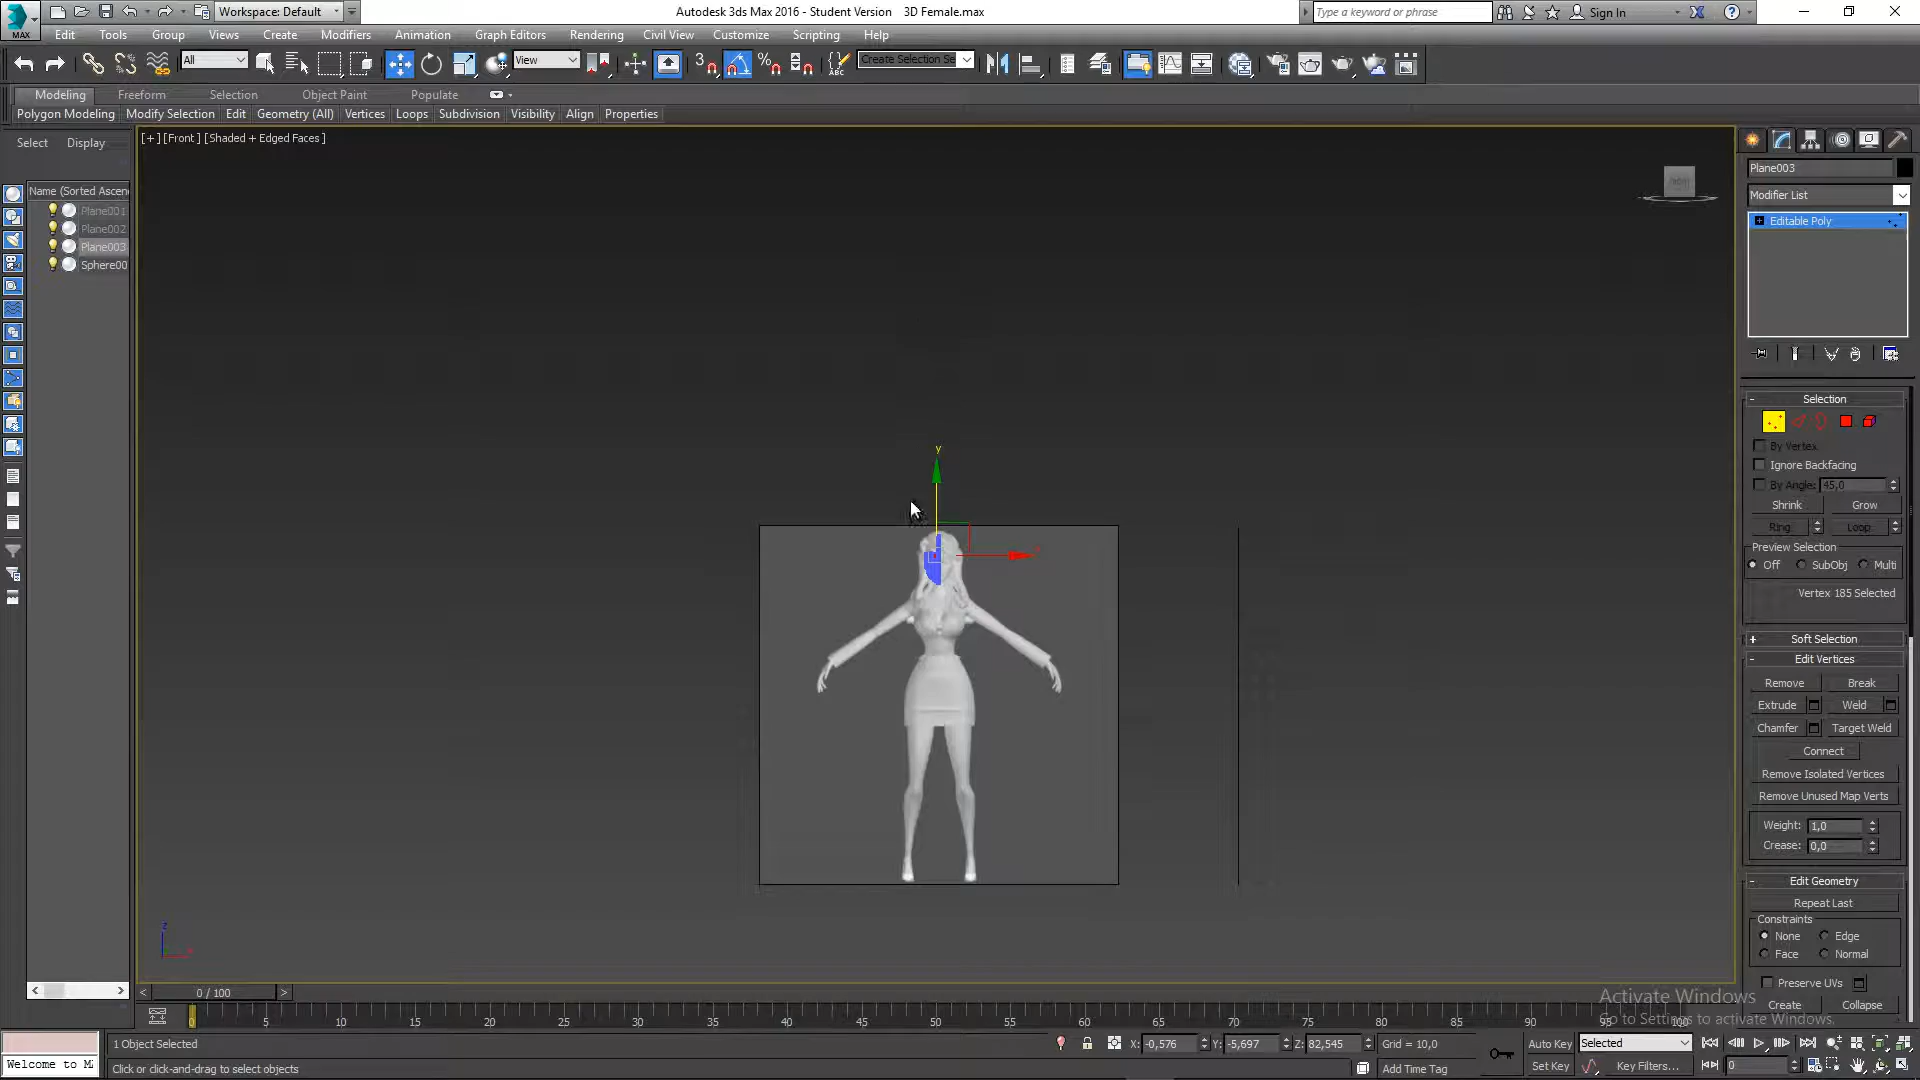 Workspace: Default
Autodesk 3ds Max 2016 - Student Version 3D Female.max
Type a keyword or phrase
Sign In
MAX
Edit Tools Group Views Create Modifiers Animation Graph Editors Rendering Civil View Customize Scripting Help
All
View
3
%
ABC
Create Selection Se
Modeling Freeform Selection Object Paint Populate
Polygon Modeling Modify Selection Edit Geometry (All) Vertices Loops Subdivision Visibility Align Properties
Select Display
[+] [Front] [Shaded + Edged Faces]
Name (Sorted Ascen
Plane001
Plane002
Plane003
Sphere00
y
z
Plane003
Modifier List
Editable Poly
Selection
By Vertex
Ignore Backfacing
By Angle: 45,0
Shrink Grow
Ring Loop
Preview Selection
Off SubObj Multi
Vertex 185 Selected
Soft Selection
Edit Vertices
Remove Break
Extrude Weld
Chamfer Target Weld
Connect
Remove Isolated Vertices
Remove Unused Map Verts
Weight: 1,0
Crease: 0,0
Edit Geometry
Repeat Last
Constraints
None Edge
Face Normal
Preserve UVs
Create Collapse
Activate Windows
Go to Settings to activate Windows.
0 / 100
0 5 10 15 20 25 30 35 40 45 50 55 60 65 70 75 80 85 90 95 100
1 Object Selected
X: -0,576 Y: -5,697 Z: 82,545 Grid = 10,0
Auto Key Selected
Welcome to M
Click or click-and-drag to select objects
Add Time Tag
Set Key Key Filters... 0